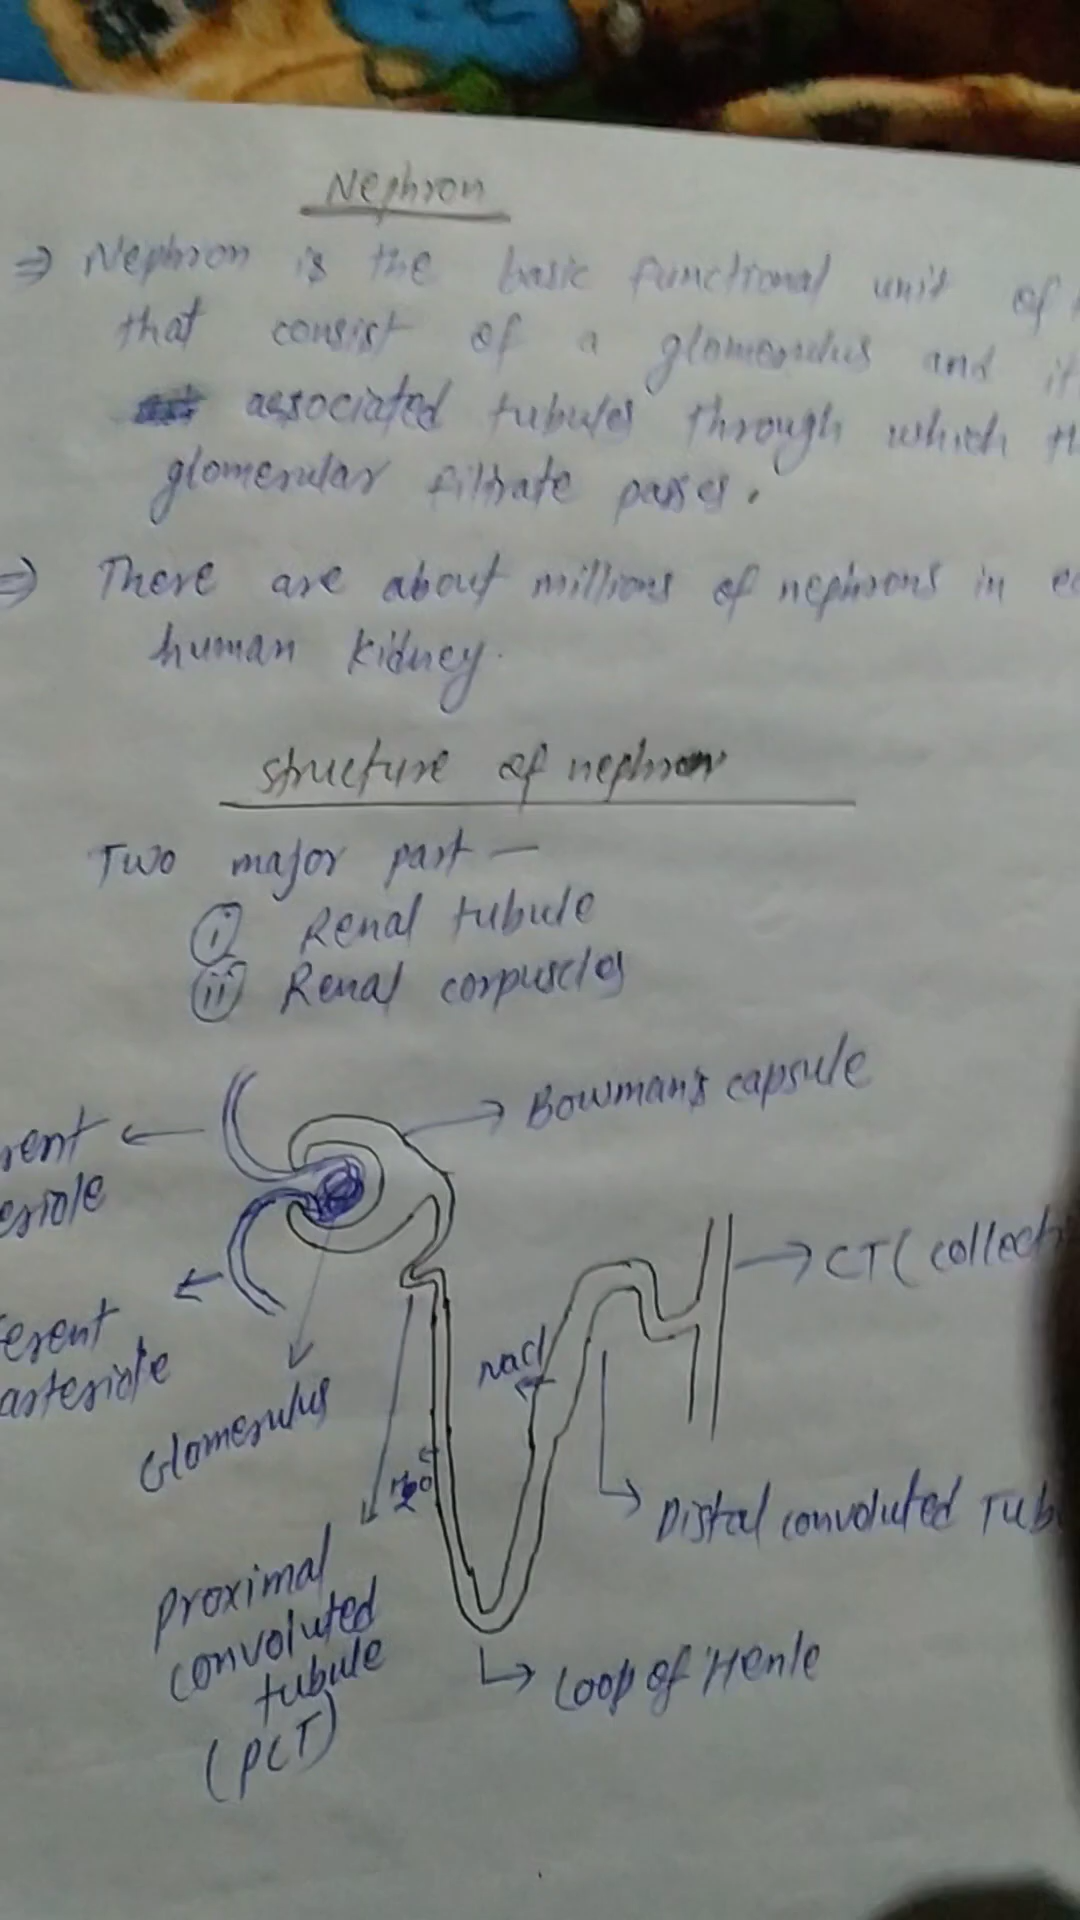 Nephron
⇒ Nephron is the basic functional unit of
that consist of a glomerulus and it
associated tubules through which th
glomerular filtrate passes.
⇒ There are about millions of nephrons in ea
human kidney.
structure of nephron
Two major part —
(i) Renal tubule
(ii) Renal corpuscles
Bowman's capsule
rent
eriole
CT ( collect
erent
arteriole
Glomerulus
NaCl
H2O
Distal convoluted Tub
proximal
convoluted
tubule
(PCT)
Loop of Henle